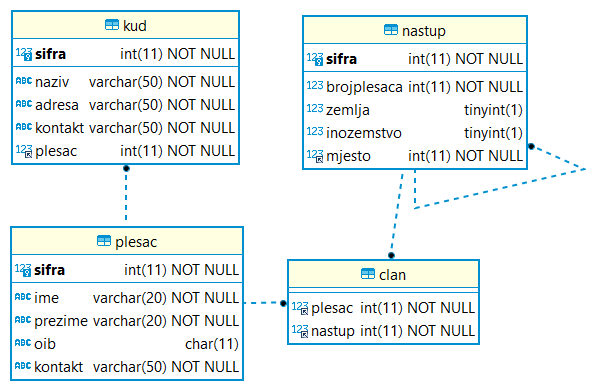 kud
sifra int(11) NOT NULL
naziv varchar(50) NOT NULL
adresa varchar(50) NOT NULL
kontakt varchar(50) NOT NULL
plesac int(11) NOT NULL
nastup
sifra int(11) NOT NULL
brojplesaca int(11) NOT NULL
zemlja tinyint(1)
inozemstvo tinyint(1)
mjesto int(11) NOT NULL
plesac
sifra int(11) NOT NULL
ime varchar(20) NOT NULL
prezime varchar(20) NOT NULL
oib char(11)
kontakt varchar(50) NOT NULL
clan
plesac int(11) NOT NULL
nastup int(11) NOT NULL